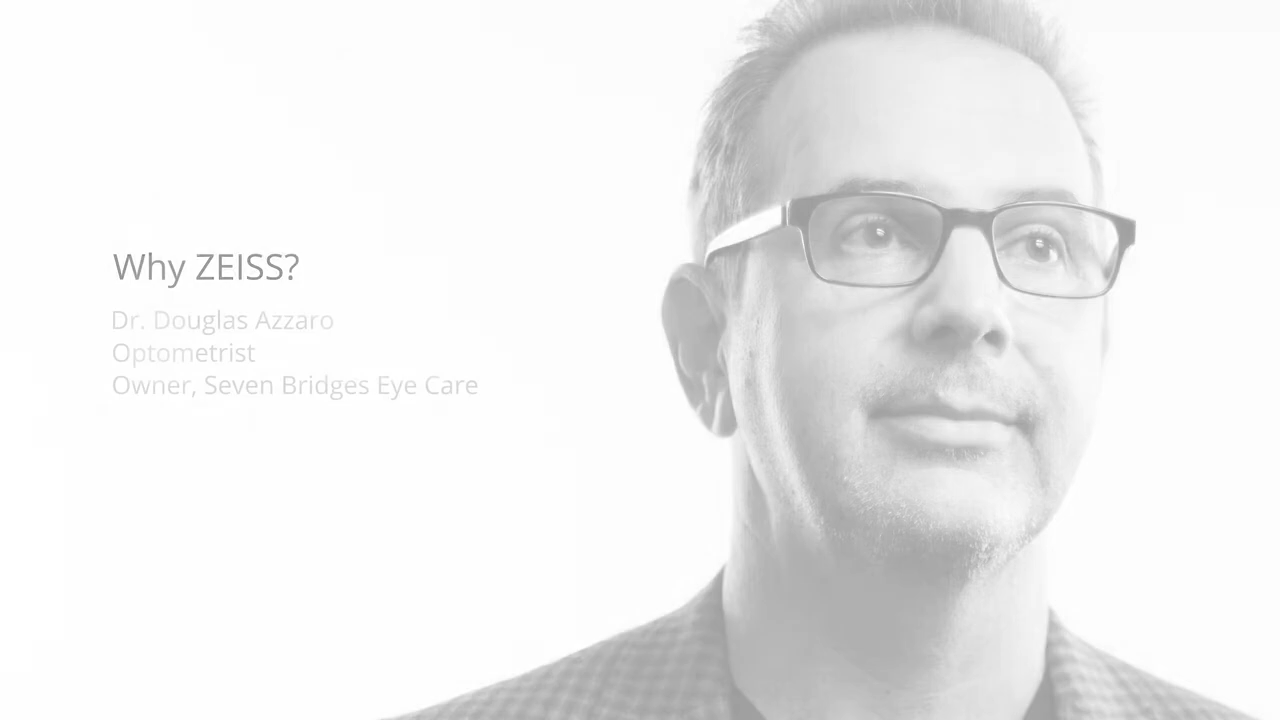 Why ZEISS?
Dr. Douglas Azzaro
Optometrist
Owner, Seven Bridges Eye Care